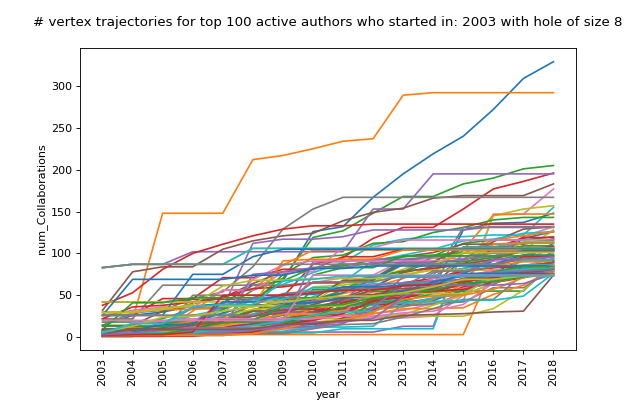 # vertex trajectories for top 100 active authors who started in: 2003 with hole of size 8
num_Collaborations
300
250
200
150
100
50
0
2003 2004 2005 2006 2007 2008 2009 2010 2011 2012 2013 2014 2015 2016 2017 2018
year